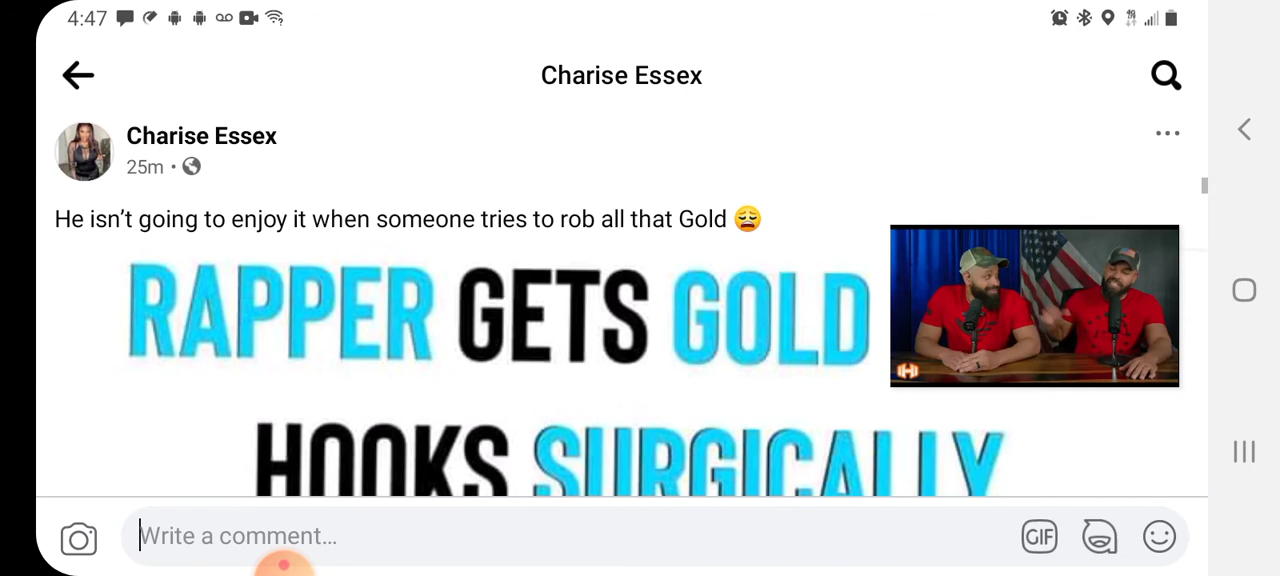 4:47
Charise Essex
Charise Essex
25m
He isn't going to enjoy it when someone tries to rob all that Gold
RAPPER GETS GOLD
HOOKS SURGICALLY
Write a comment...
GIF